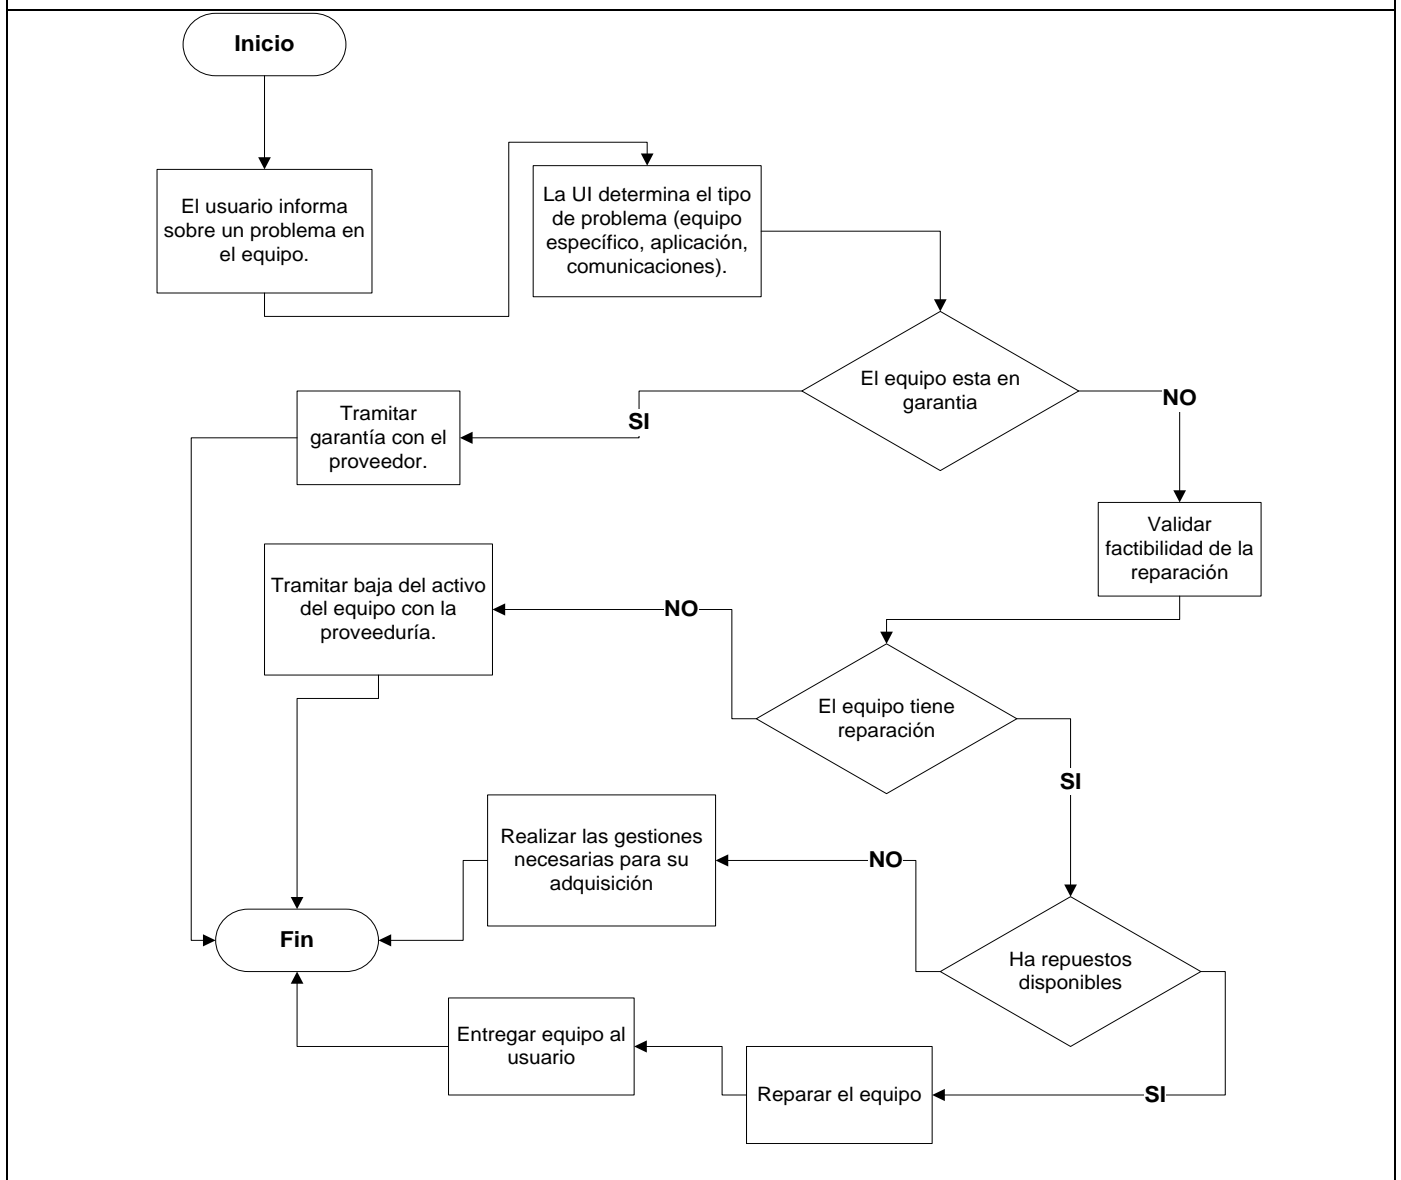 Inicio
El usuario informa
sobre un problema en
el equipo.
La UI determina el tipo
de problema (equipo
específico, aplicación,
comunicaciones).
El equipo esta en
garantia
SI
NO
Tramitar
garantía con el
proveedor.
Validar
factibilidad de la
reparación
Tramitar baja del activo
del equipo con la
proveeduría.
NO
El equipo tiene
reparación
SI
Realizar las gestiones
necesarias para su
adquisición
NO
Ha repuestos
disponibles
Fin
Entregar equipo al
usuario
Reparar el equipo
SI